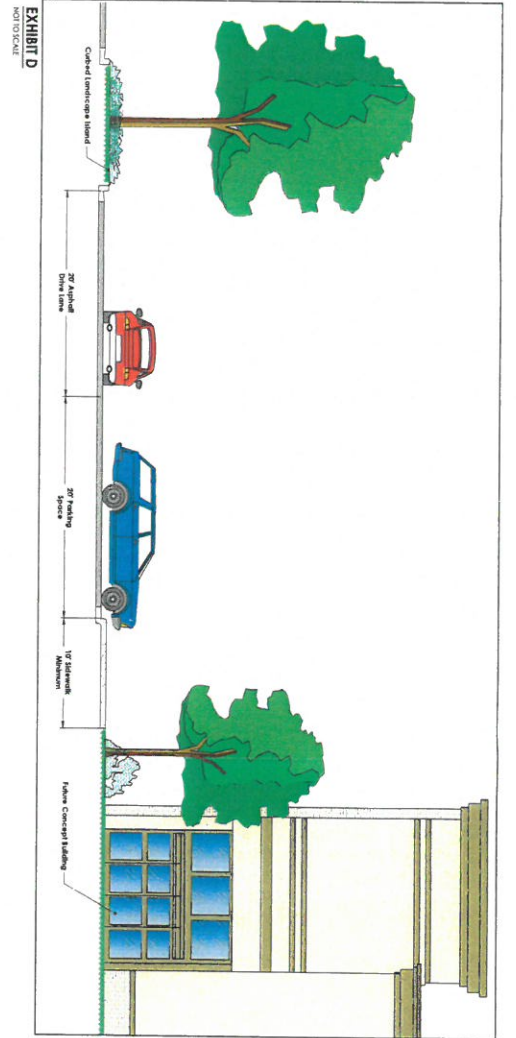 Curbed Landscape Island
20' Asphalt
Drive Lane
20' Parking
Space
10' Sidewalk
Minimum
Future Concept Building
EXHIBIT D
NOT TO SCALE